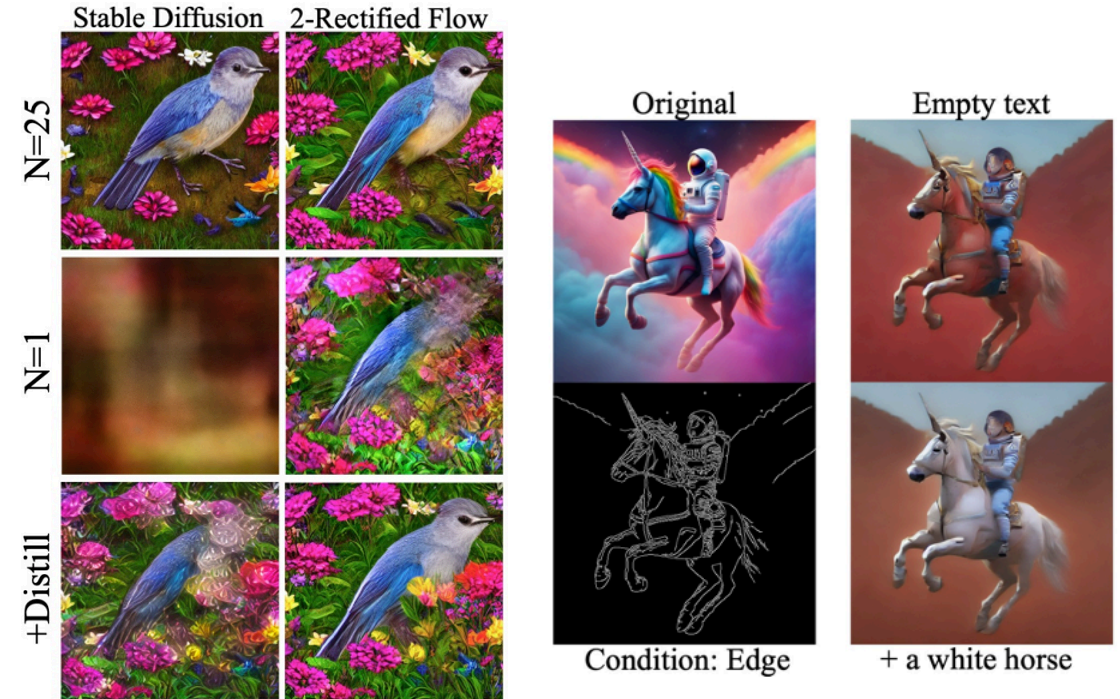 Stable Diffusion
2-Rectified Flow
N=25
N=1
+Distill
Original
Empty text
Condition: Edge
+ a white horse